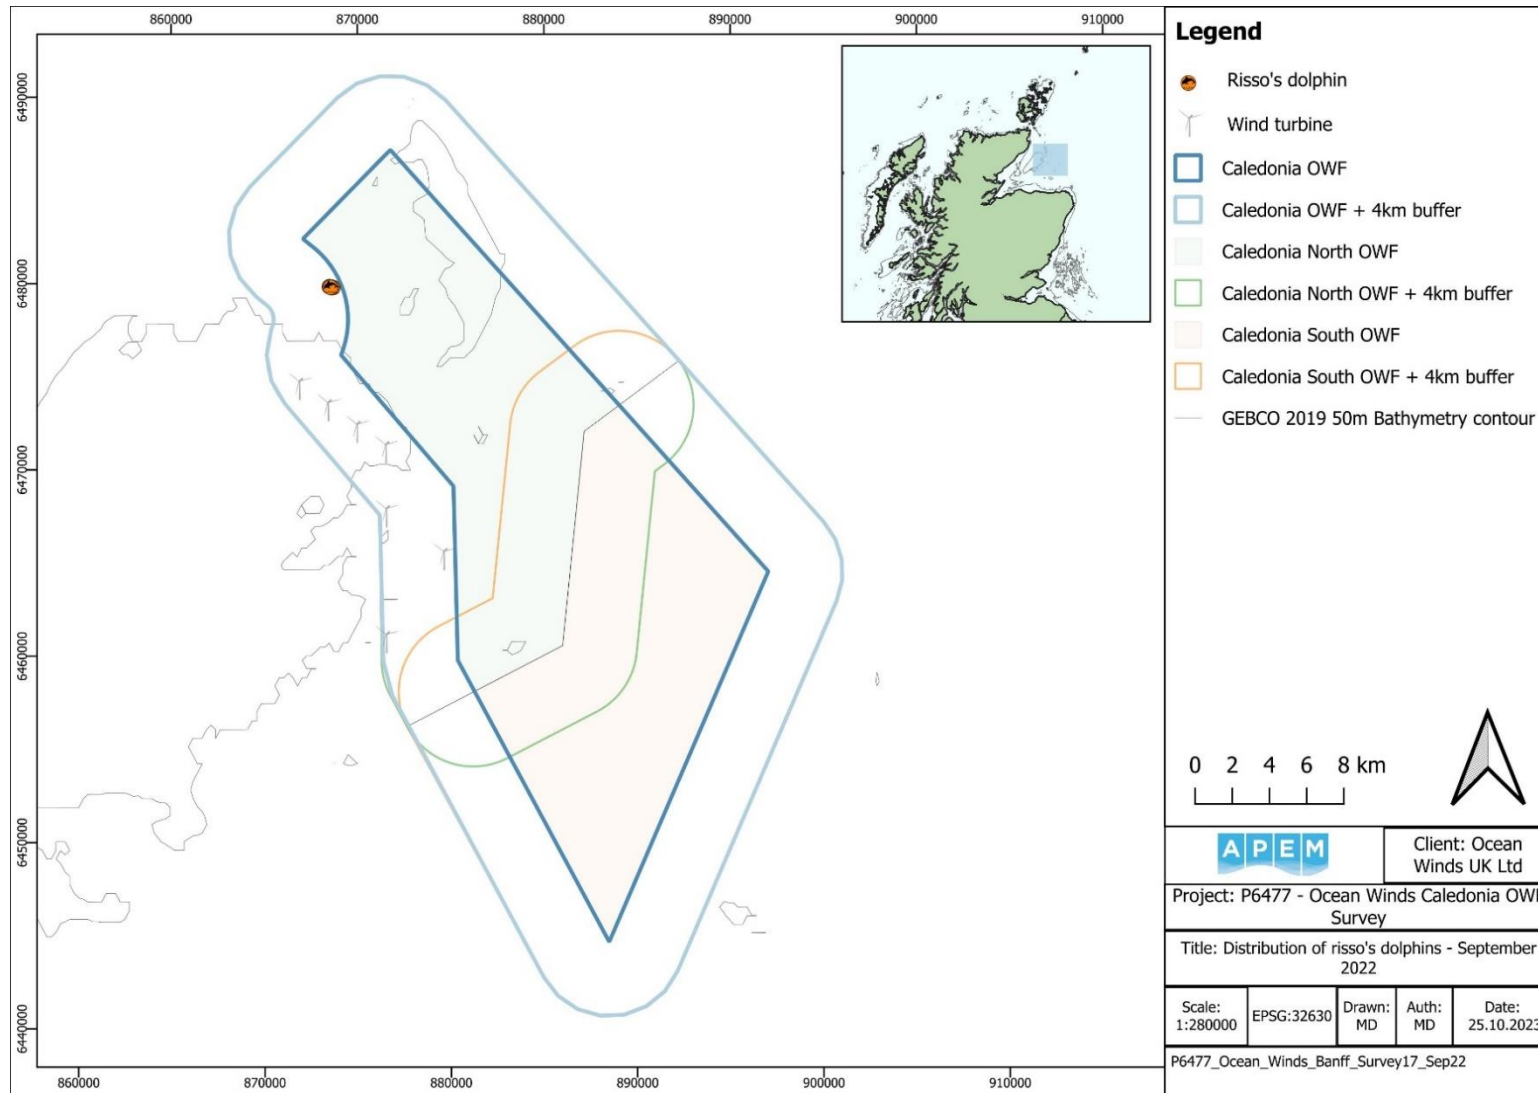 860000 870000 880000 890000 900000 910000
6490000
6480000
6470000
6460000
6450000
6440000
860000 870000 880000 890000 900000 910000
Legend
Risso's dolphin
Wind turbine
Caledonia OWF
Caledonia OWF + 4km buffer
Caledonia North OWF
Caledonia North OWF + 4km buffer
Caledonia South OWF
Caledonia South OWF + 4km buffer
GEBCO 2019 50m Bathymetry contour
0 2 4 6 8 km
APEM
Client: Ocean
Winds UK Ltd
Project: P6477 - Ocean Winds Caledonia OWF
Survey
Title: Distribution of risso's dolphins - September
2022
Scale:
1:280000
EPSG:32630
Drawn:
MD
Auth:
MD
Date:
25.10.2023
P6477_Ocean_Winds_Banff_Survey17_Sep22